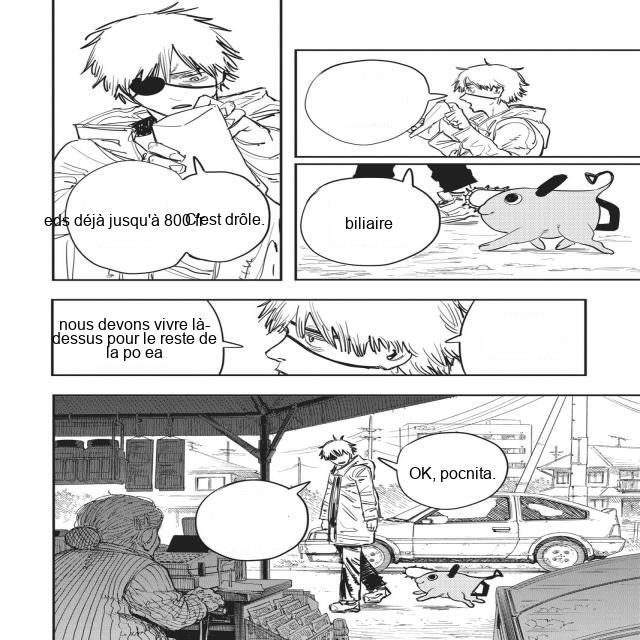 eds déjà jusqu'à 800 fr
C'est drôle.
biliaire
nous devons vivre là-
dessus pour le reste de
la po ea
OK, pocnita.